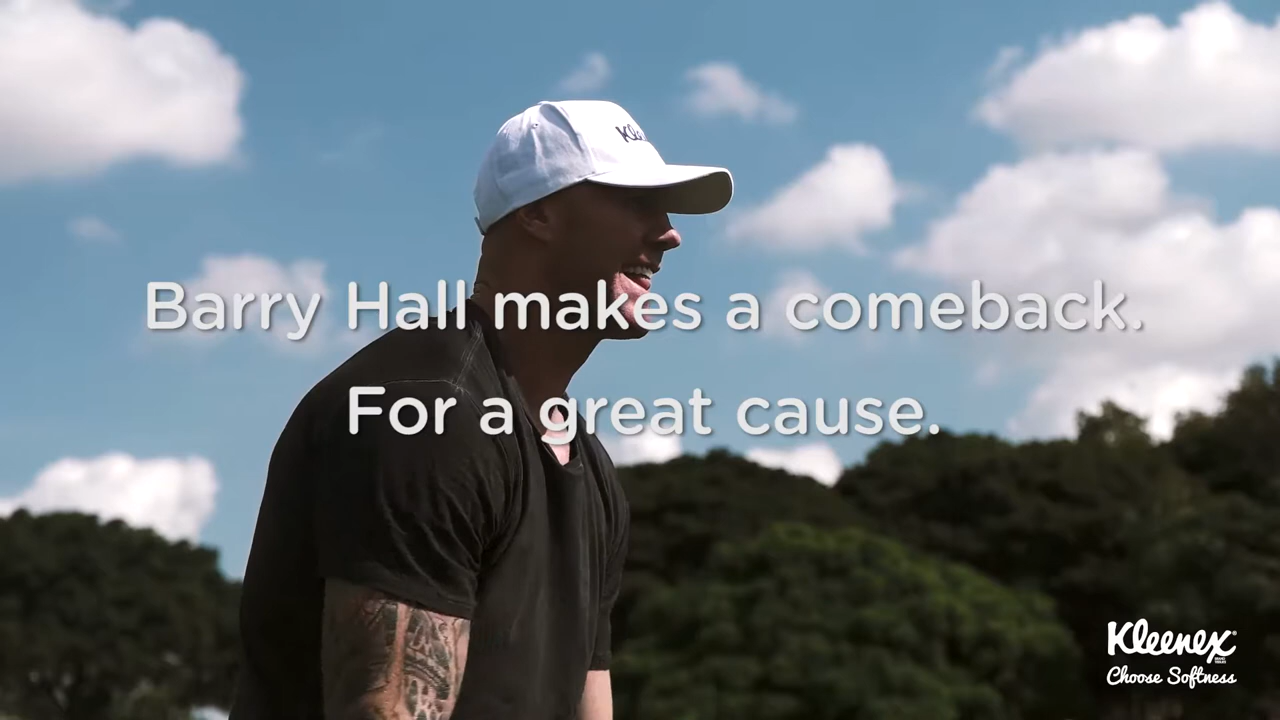 Barry Hall makes a comeback.
For a great cause.
Kleenex
Choose Softness